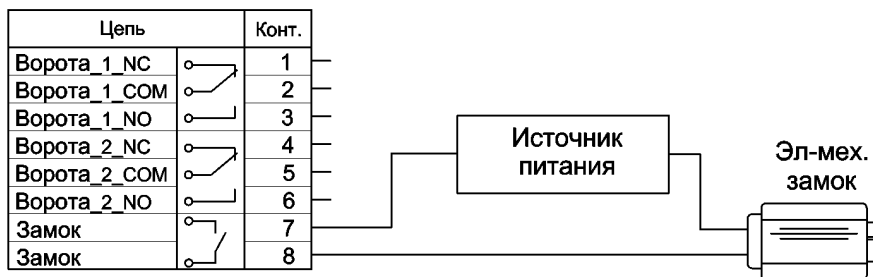 Цепь Конт.
Ворота_1_NC 1
Ворота_1_COM 2
Ворота_1_NO 3
Ворота_2_NC 4
Ворота_2_COM 5
Ворота_2_NO 6
Замок 7
Замок 8
Источник
питания
Эл-мех.
замок